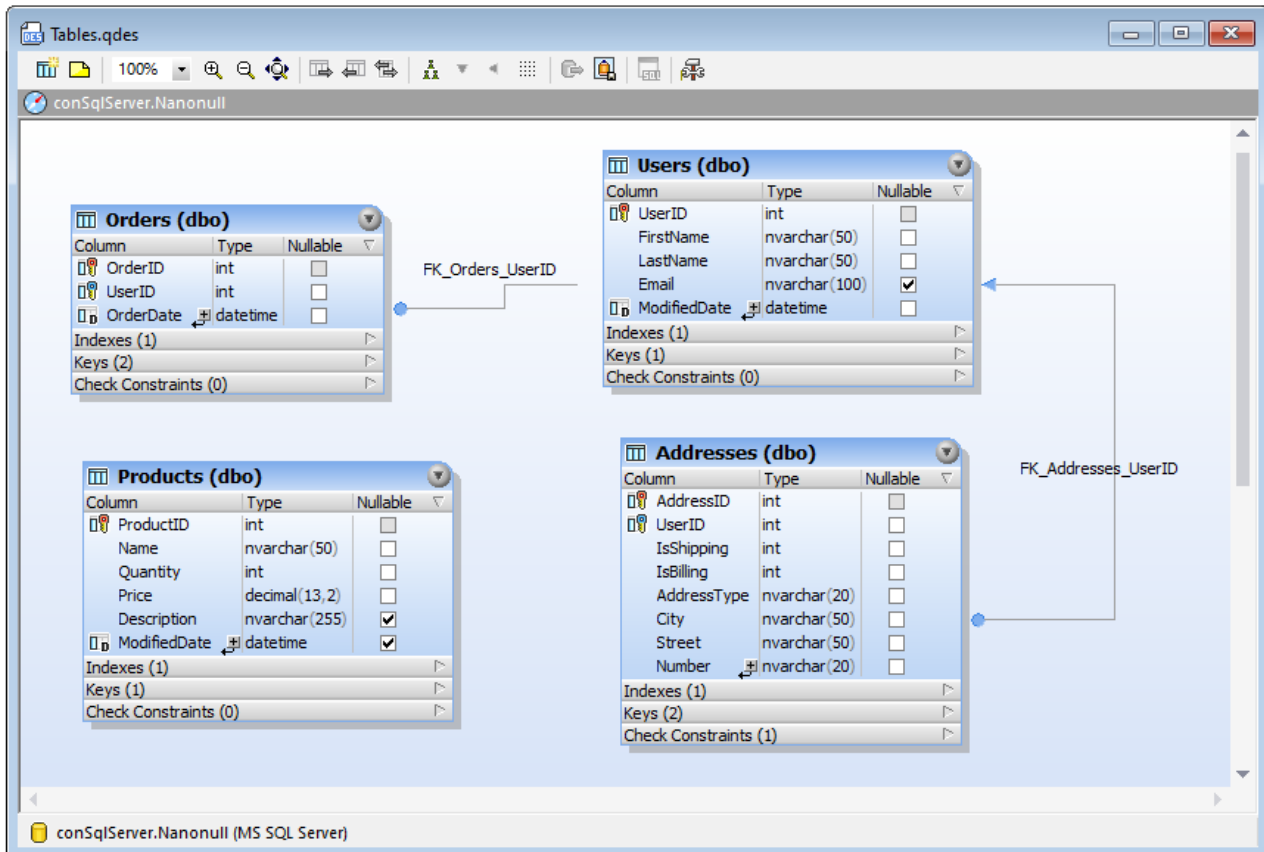 Tables.qdes
100%
conSqlServer.Nanonull
Orders (dbo)
Column Type Nullable
OrderID int
UserID int
OrderDate datetime
Indexes (1)
Keys (2)
Check Constraints (0)
FK_Orders_UserID
Users (dbo)
Column Type Nullable
UserID int
FirstName nvarchar(50)
LastName nvarchar(50)
Email nvarchar(100)
ModifiedDate datetime
Indexes (1)
Keys (1)
Check Constraints (0)
Products (dbo)
Column Type Nullable
ProductID int
Name nvarchar(50)
Quantity int
Price decimal(13,2)
Description nvarchar(255)
ModifiedDate datetime
Indexes (1)
Keys (1)
Check Constraints (0)
Addresses (dbo)
Column Type Nullable
AddressID int
UserID int
IsShipping int
IsBilling int
AddressType nvarchar(20)
City nvarchar(50)
Street nvarchar(50)
Number nvarchar(20)
Indexes (1)
Keys (2)
Check Constraints (1)
FK_Addresses_UserID
conSqlServer.Nanonull (MS SQL Server)